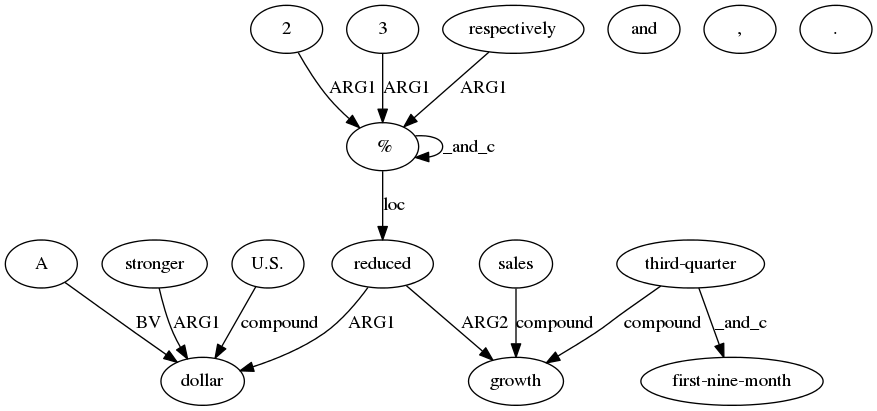 2 3 respectively and , .
ARG1 ARG1 ARG1
% _and_c
loc
A stronger U.S. reduced sales third-quarter
BV ARG1 compound ARG1 ARG2 compound compound _and_c
dollar growth first-nine-month